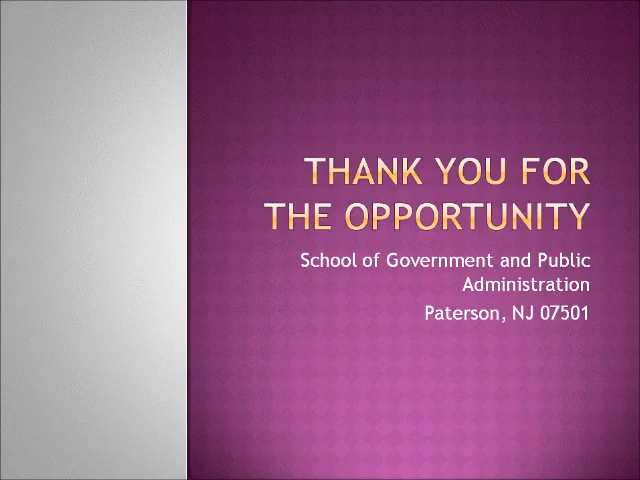 THANK YOU FOR
THE OPPORTUNITY
School of Government and Public
Administration
Paterson, NJ 07501